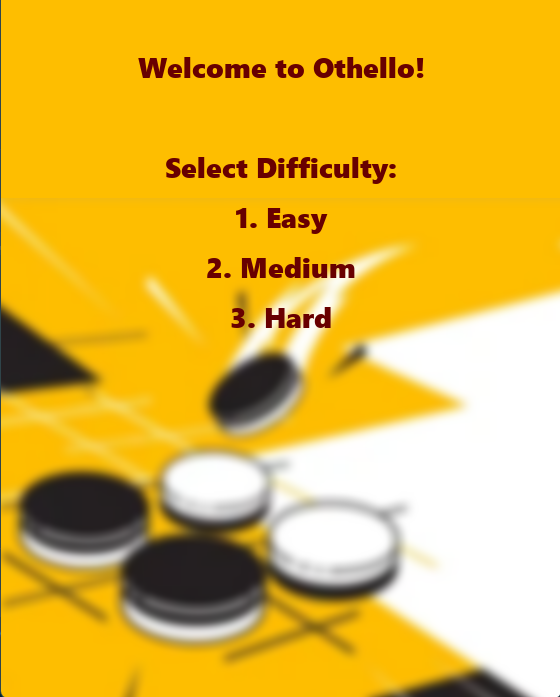 Welcome to Othello!
Select Difficulty:
1. Easy
2. Medium
3. Hard